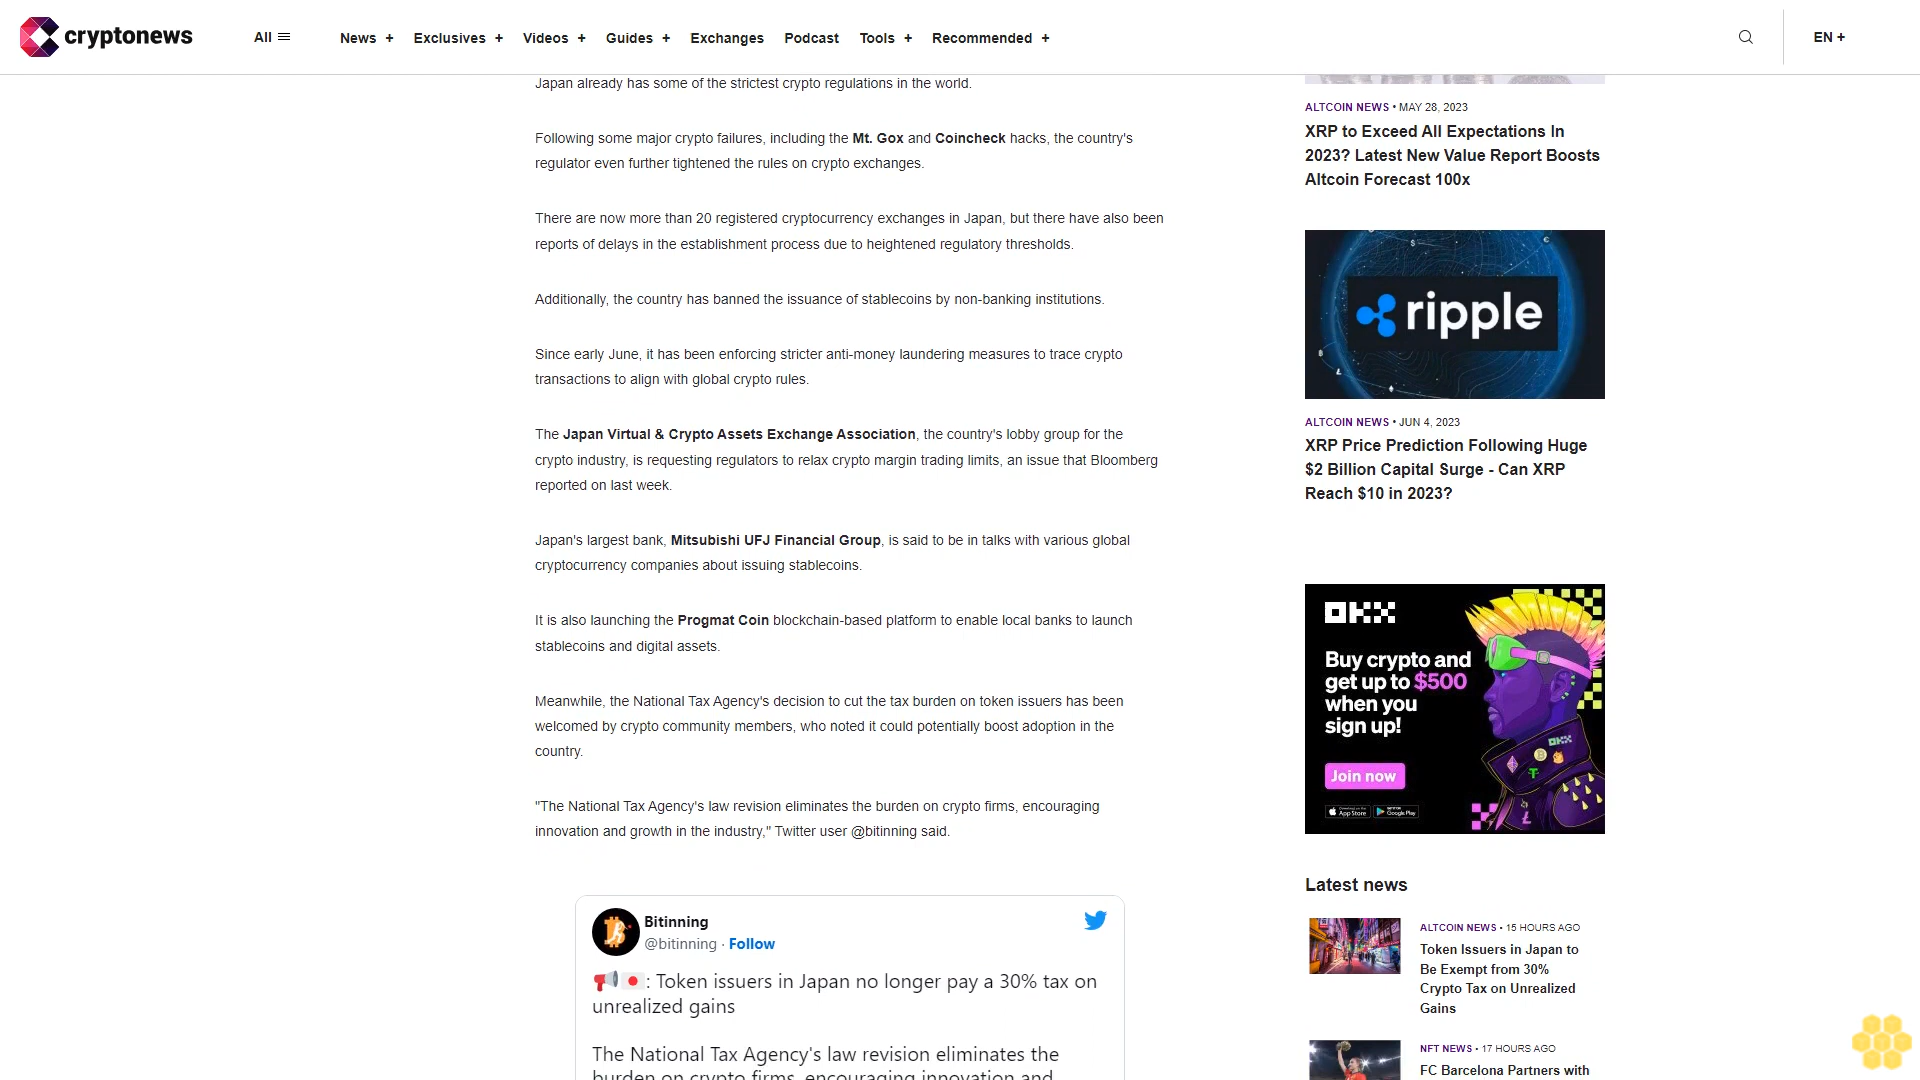 cryptonews
All
News + Exclusives + Videos + Guides + Exchanges Podcast Tools + Recommended +
EN +
Japan already has some of the strictest crypto regulations in the world.
Following some major crypto failures, including the Mt. Gox and Coincheck hacks, the country's
regulator even further tightened the rules on crypto exchanges.
There are now more than 20 registered cryptocurrency exchanges in Japan, but there have also been
reports of delays in the establishment process due to heightened regulatory thresholds.
Additionally, the country has banned the issuance of stablecoins by non-banking institutions.
Since early June, it has been enforcing stricter anti-money laundering measures to trace crypto
transactions to align with global crypto rules.
The Japan Virtual & Crypto Assets Exchange Association, the country's lobby group for the
crypto industry, is requesting regulators to relax crypto margin trading limits, an issue that Bloomberg
reported on last week.
Japan's largest bank, Mitsubishi UFJ Financial Group, is said to be in talks with various global
cryptocurrency companies about issuing stablecoins.
It is also launching the Progmat Coin blockchain-based platform to enable local banks to launch
stablecoins and digital assets.
Meanwhile, the National Tax Agency's decision to cut the tax burden on token issuers has been
welcomed by crypto community members, who noted it could potentially boost adoption in the
country.
"The National Tax Agency's law revision eliminates the burden on crypto firms, encouraging
innovation and growth in the industry," Twitter user @bitinning said.
Bitinning
@bitinning · Follow
: Token issuers in Japan no longer pay a 30% tax on
unrealized gains
The National Tax Agency's law revision eliminates the
burden on crypto firms, encouraging innovation and
ALTCOIN NEWS • MAY 28, 2023
XRP to Exceed All Expectations In
2023? Latest New Value Report Boosts
Altcoin Forecast 100x
ripple
ALTCOIN NEWS • JUN 4, 2023
XRP Price Prediction Following Huge
$2 Billion Capital Surge - Can XRP
Reach $10 in 2023?
OKX
Buy crypto and
get up to $500
when you
sign up!
Join now
App Store
Google Play
OKX
Latest news
ALTCOIN NEWS • 15 HOURS AGO
Token Issuers in Japan to
Be Exempt from 30%
Crypto Tax on Unrealized
Gains
NFT NEWS • 17 HOURS AGO
FC Barcelona Partners with